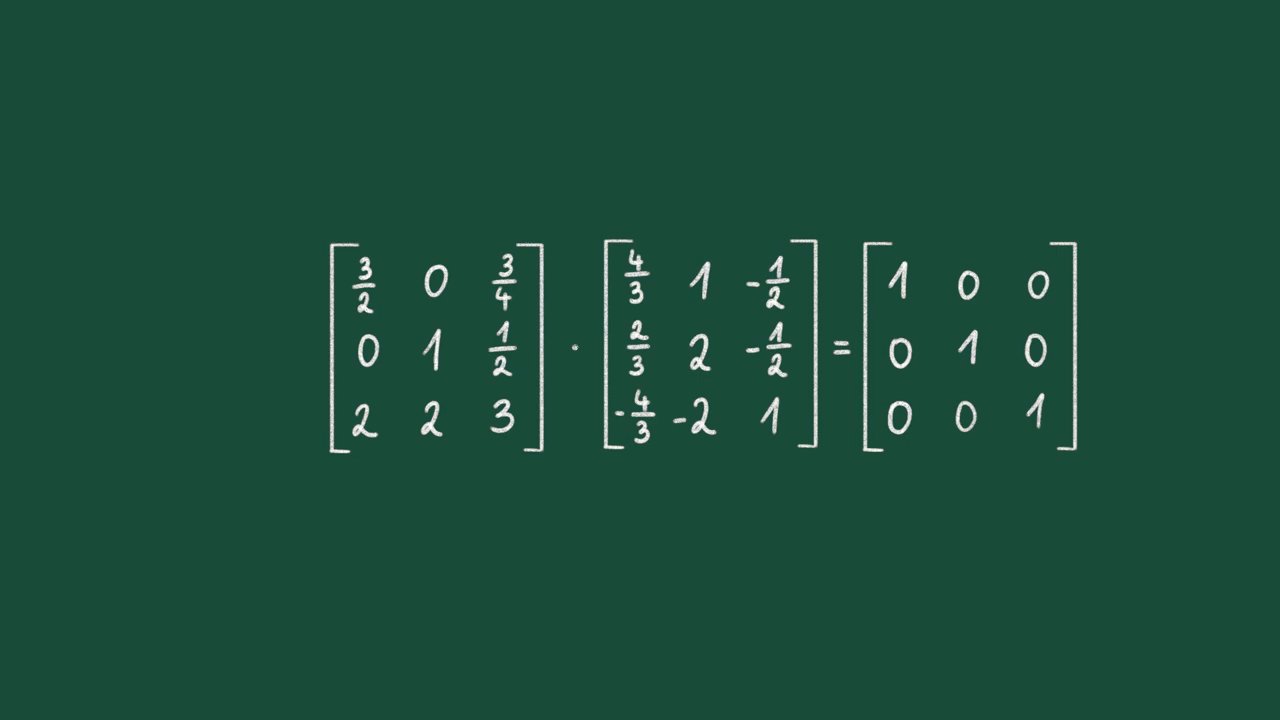 [3/2 0 3/4] [4/3 1 -1/2] [1 0 0]
[0 1 1/2] · [2/3 2 -1/2] = [0 1 0]
[2 2 3] [-4/3 -2 1] [0 0 1]